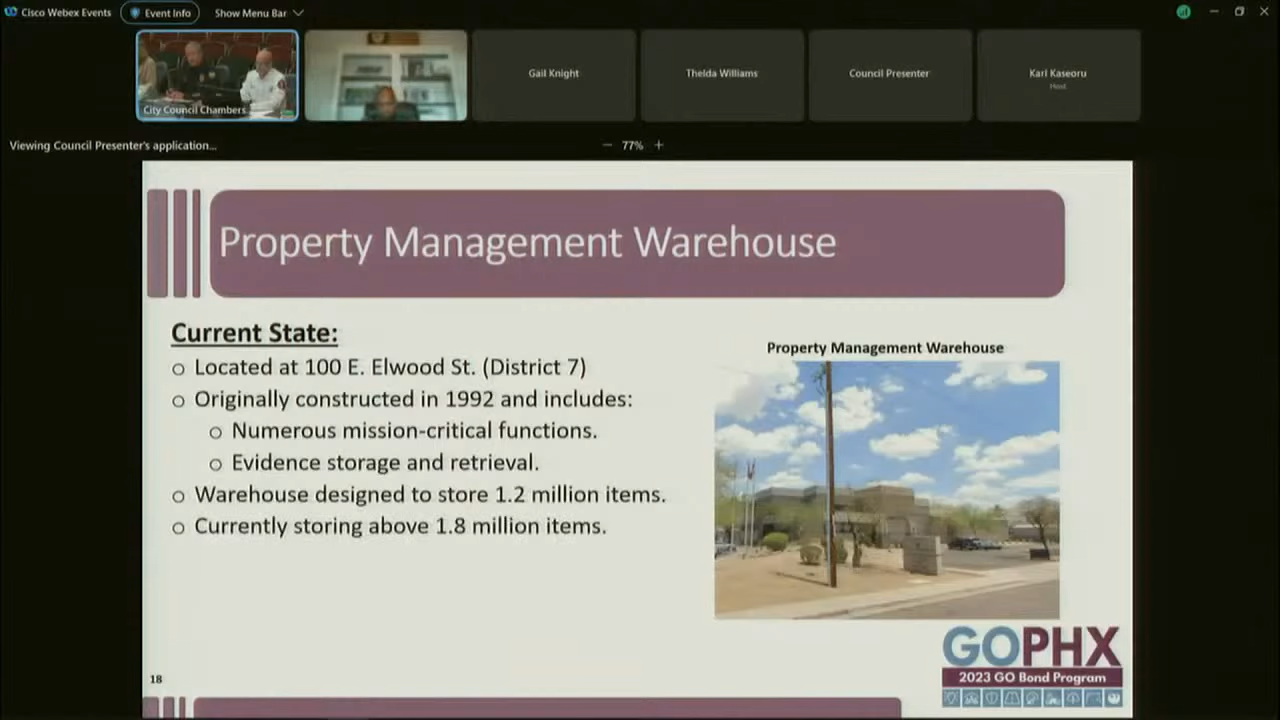 Cisco Webex Events
Event Info
Show Menu Bar
City Council Chambers
Gail Knight
Thelda Williams
Council Presenter
Karl Kaseoru
Host
Viewing Council Presenter's application...
77%
Property Management Warehouse
Current State:
Located at 100 E. Elwood St. (District 7)
Originally constructed in 1992 and includes:
Numerous mission-critical functions.
Evidence storage and retrieval.
Warehouse designed to store 1.2 million items.
Currently storing above 1.8 million items.
Property Management Warehouse
GOPHX
2023 GO Bond Program
18